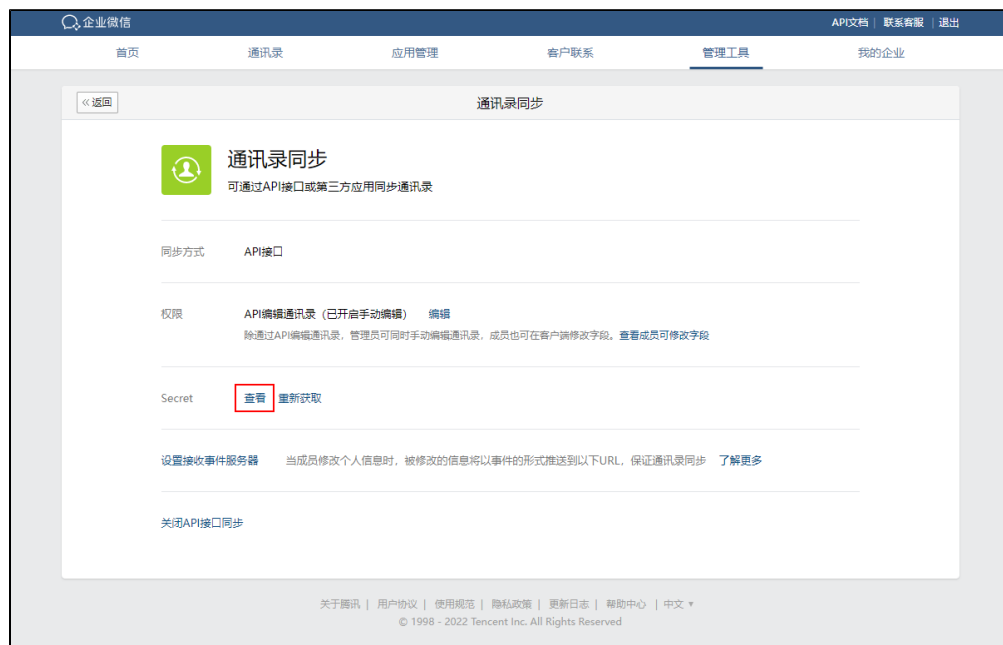 企业微信 API文档 | 联系客服 | 退出
首页 通讯录 应用管理 客户联系 管理工具 我的企业
<<返回 通讯录同步
通讯录同步
可通过API接口或第三方应用同步通讯录
同步方式 API接口
权限 API编辑通讯录（已开启手动编辑） 编辑
除通过API编辑通讯录，管理员可同时手动编辑通讯录，成员也可在客户端修改字段。查看成员可修改字段
Secret 查看 重新获取
设置接收事件服务器 当成员修改个人信息时，被修改的信息将以事件的形式推送到以下URL，保证通讯录同步 了解更多
关闭API接口同步
关于腾讯 | 用户协议 | 使用规范 | 隐私政策 | 更新日志 | 帮助中心 | 中文 ▾
© 1998 - 2022 Tencent Inc. All Rights Reserved